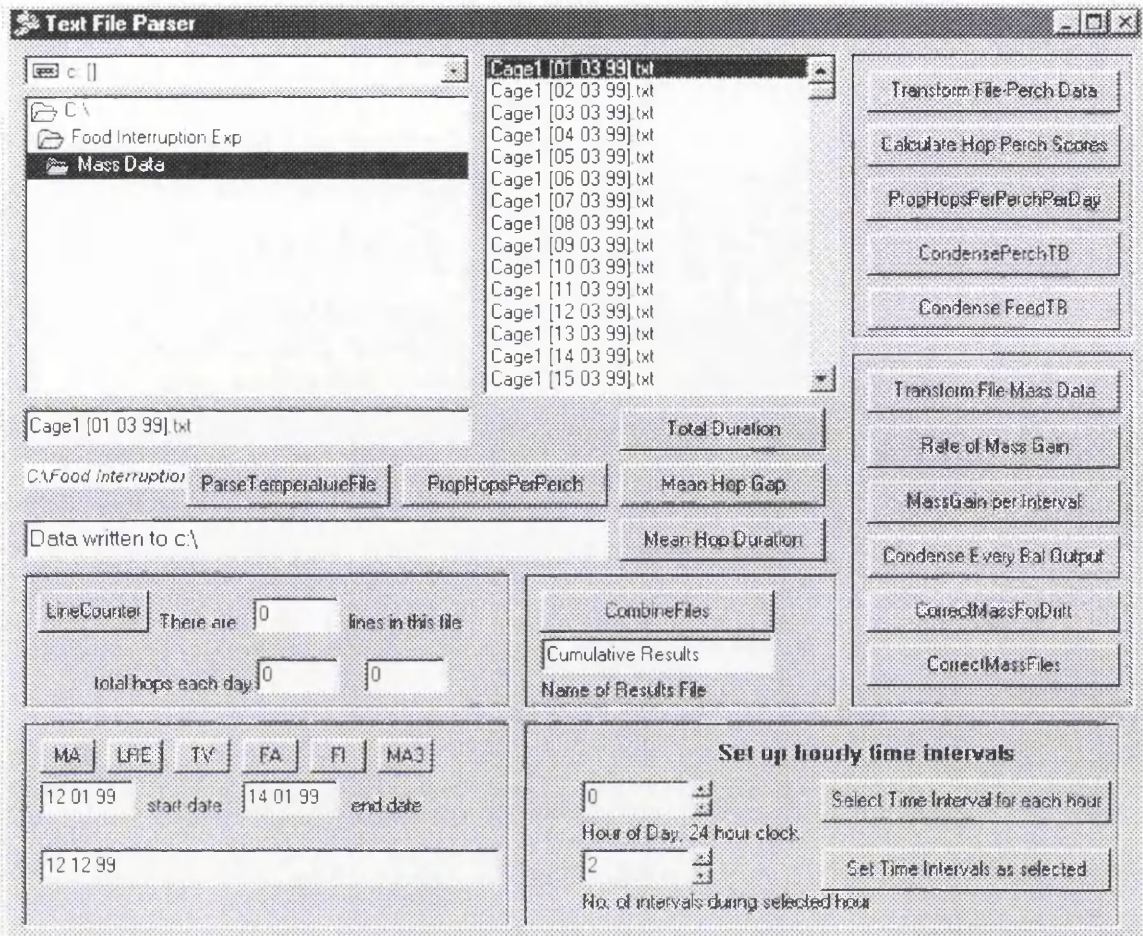 Text File Parser
c: []
C:\
Food Interruption Exp
Mass Data
Cage1 [01 03 99].txt
Cage1 [02 03 99].txt
Cage1 [03 03 99].txt
Cage1 [04 03 99].txt
Cage1 [05 03 99].txt
Cage1 [06 03 99].txt
Cage1 [07 03 99].txt
Cage1 [08 03 99].txt
Cage1 [09 03 99].txt
Cage1 [10 03 99].txt
Cage1 [11 03 99].txt
Cage1 [12 03 99].txt
Cage1 [13 03 99].txt
Cage1 [14 03 99].txt
Cage1 [15 03 99].txt
Transform File-Perch Data
Calculate Hop Perch Scores
PropHopsPerPerchPerDay
CondensePerchTB
Condense FeedTB
Cage1 [01 03 99].txt
Total Duration
C:\Food Interruption
ParseTemperatureFile
PropHopsPerPerch
Mean Hop Gap
Data written to c:\
Mean Hop Duration
Transform File-Mass Data
Rate of Mass Gain
MassGain per Interval
Condense Every Bal Output
CorrectMassForDrift
CorrectMassFiles
LineCounter
There are 0 lines in this file
total hops each day 0 0
CombineFiles
Cumulative Results
Name of Results File
MA LRE TV FA FI MA3
12 01 99 start date 14 01 99 end date
12 12 99
Set up hourly time intervals
0
Select Time Interval for each hour
Hour of Day, 24 hour clock
2
Set Time Intervals as selected
No. of intervals during selected hour